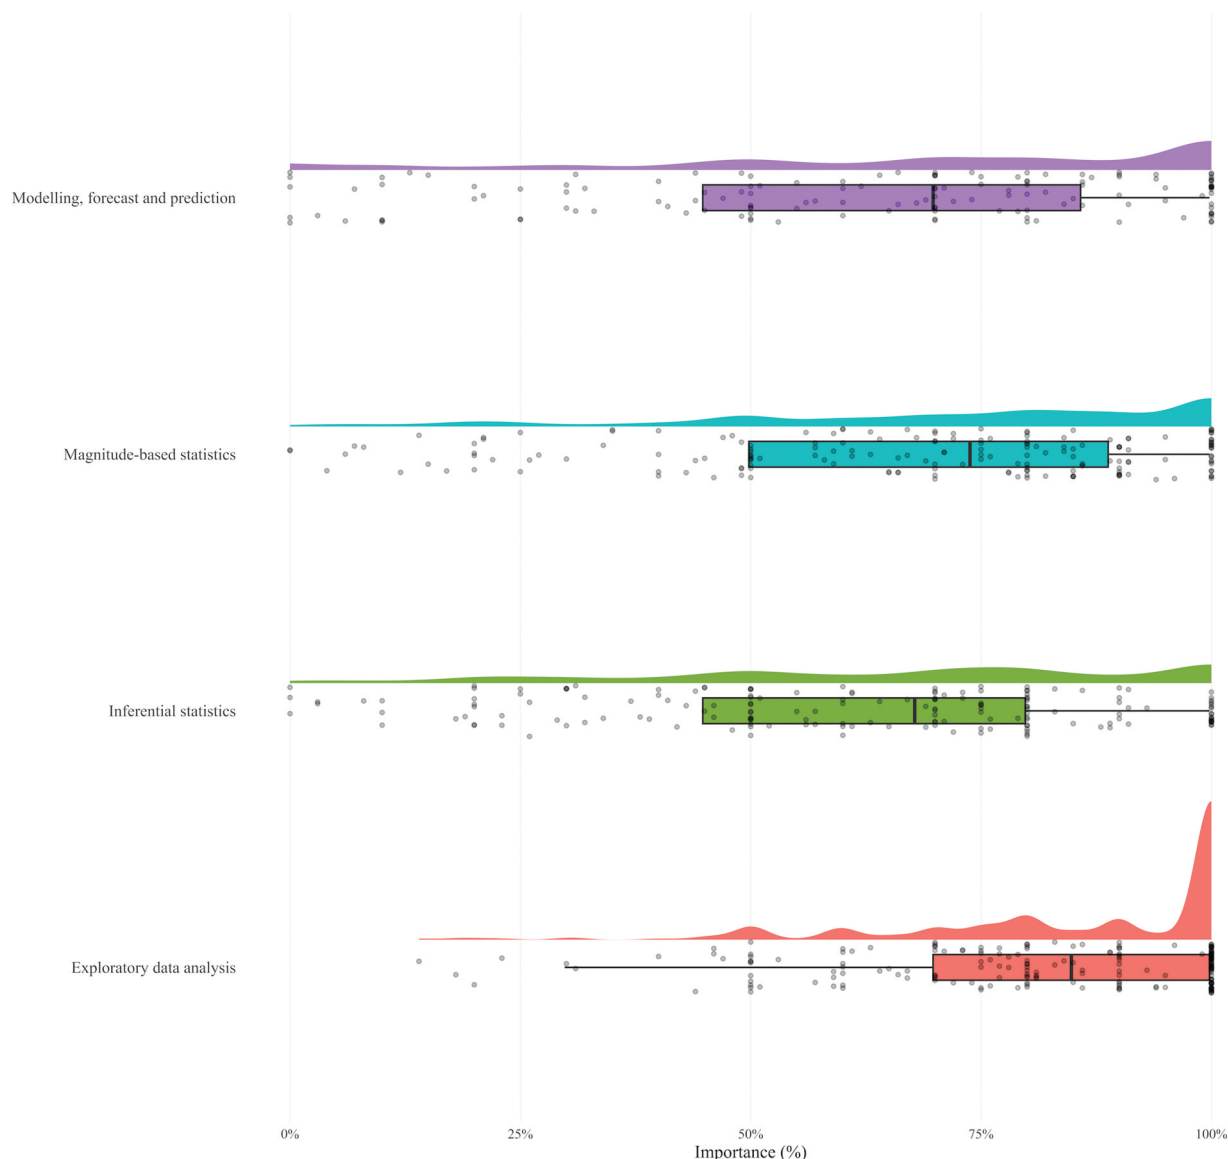 Modelling, forecast and prediction
Magnitude-based statistics
Inferential statistics
Exploratory data analysis
0% 25% 50% 75% 100%
Importance (%)